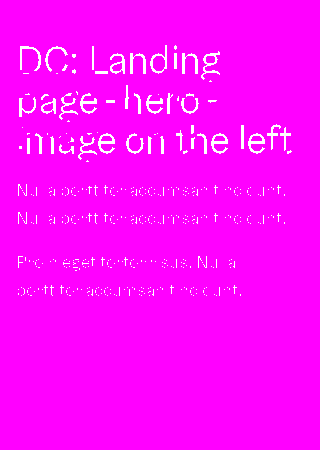 DC: Landing
page - hero -
image on the left
Nulla porttitor accumsan tincidunt.
Nulla porttitor accumsan tincidunt.
Proin eget tortor risus. Nulla
porttitor accumsan tincidunt.